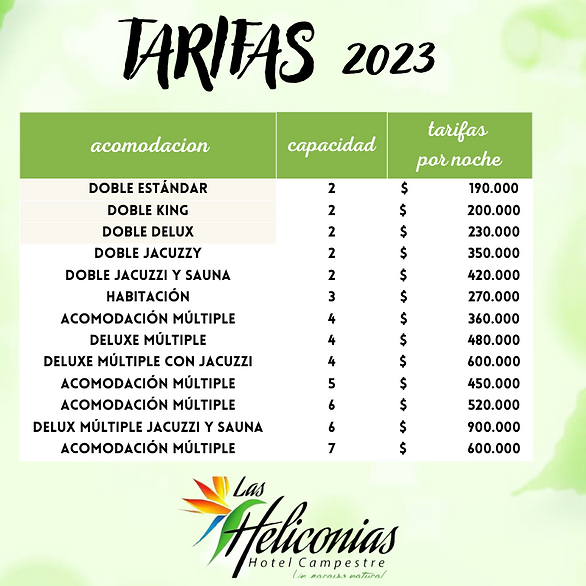 TARIFAS 2023
acomodacion capacidad tarifas por noche
DOBLE ESTÁNDAR 2 $ 190.000
DOBLE KING 2 $ 200.000
DOBLE DELUX 2 $ 230.000
DOBLE JACUZZY 2 $ 350.000
DOBLE JACUZZI Y SAUNA 2 $ 420.000
HABITACIÓN 3 $ 270.000
ACOMODACIÓN MÚLTIPLE 4 $ 360.000
DELUXE MÚLTIPLE 4 $ 480.000
DELUXE MÚLTIPLE CON JACUZZI 4 $ 600.000
ACOMODACIÓN MÚLTIPLE 5 $ 450.000
ACOMODACIÓN MÚLTIPLE 6 $ 520.000
DELUX MÚLTIPLE JACUZZI Y SAUNA 6 $ 900.000
ACOMODACIÓN MÚLTIPLE 7 $ 600.000
Las
Heliconias
Hotel Campestre
Un paraiso natural